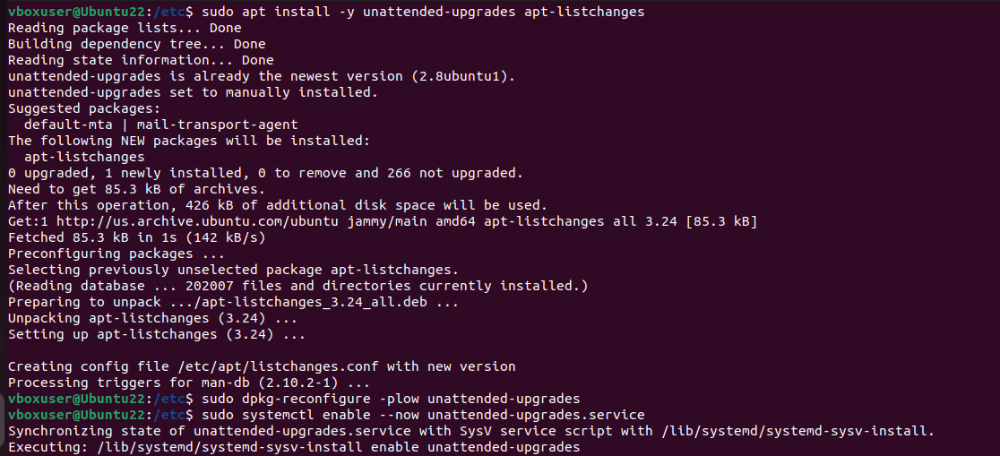 vboxuser@Ubuntu22:/etc$ sudo apt install -y unattended-upgrades apt-listchanges
Reading package lists... Done
Building dependency tree... Done
Reading state information... Done
unattended-upgrades is already the newest version (2.8ubuntu1).
unattended-upgrades set to manually installed.
Suggested packages:
  default-mta | mail-transport-agent
The following NEW packages will be installed:
  apt-listchanges
0 upgraded, 1 newly installed, 0 to remove and 266 not upgraded.
Need to get 85.3 kB of archives.
After this operation, 426 kB of additional disk space will be used.
Get:1 http://us.archive.ubuntu.com/ubuntu jammy/main amd64 apt-listchanges all 3.24 [85.3 kB]
Fetched 85.3 kB in 1s (142 kB/s)
Preconfiguring packages ...
Selecting previously unselected package apt-listchanges.
(Reading database ... 202007 files and directories currently installed.)
Preparing to unpack .../apt-listchanges_3.24_all.deb ...
Unpacking apt-listchanges (3.24) ...
Setting up apt-listchanges (3.24) ...

Creating config file /etc/apt/listchanges.conf with new version
Processing triggers for man-db (2.10.2-1) ...
vboxuser@Ubuntu22:/etc$ sudo dpkg-reconfigure -plow unattended-upgrades
vboxuser@Ubuntu22:/etc$ sudo systemctl enable --now unattended-upgrades.service
Synchronizing state of unattended-upgrades.service with SysV service script with /lib/systemd/systemd-sysv-install.
Executing: /lib/systemd/systemd-sysv-install enable unattended-upgrades